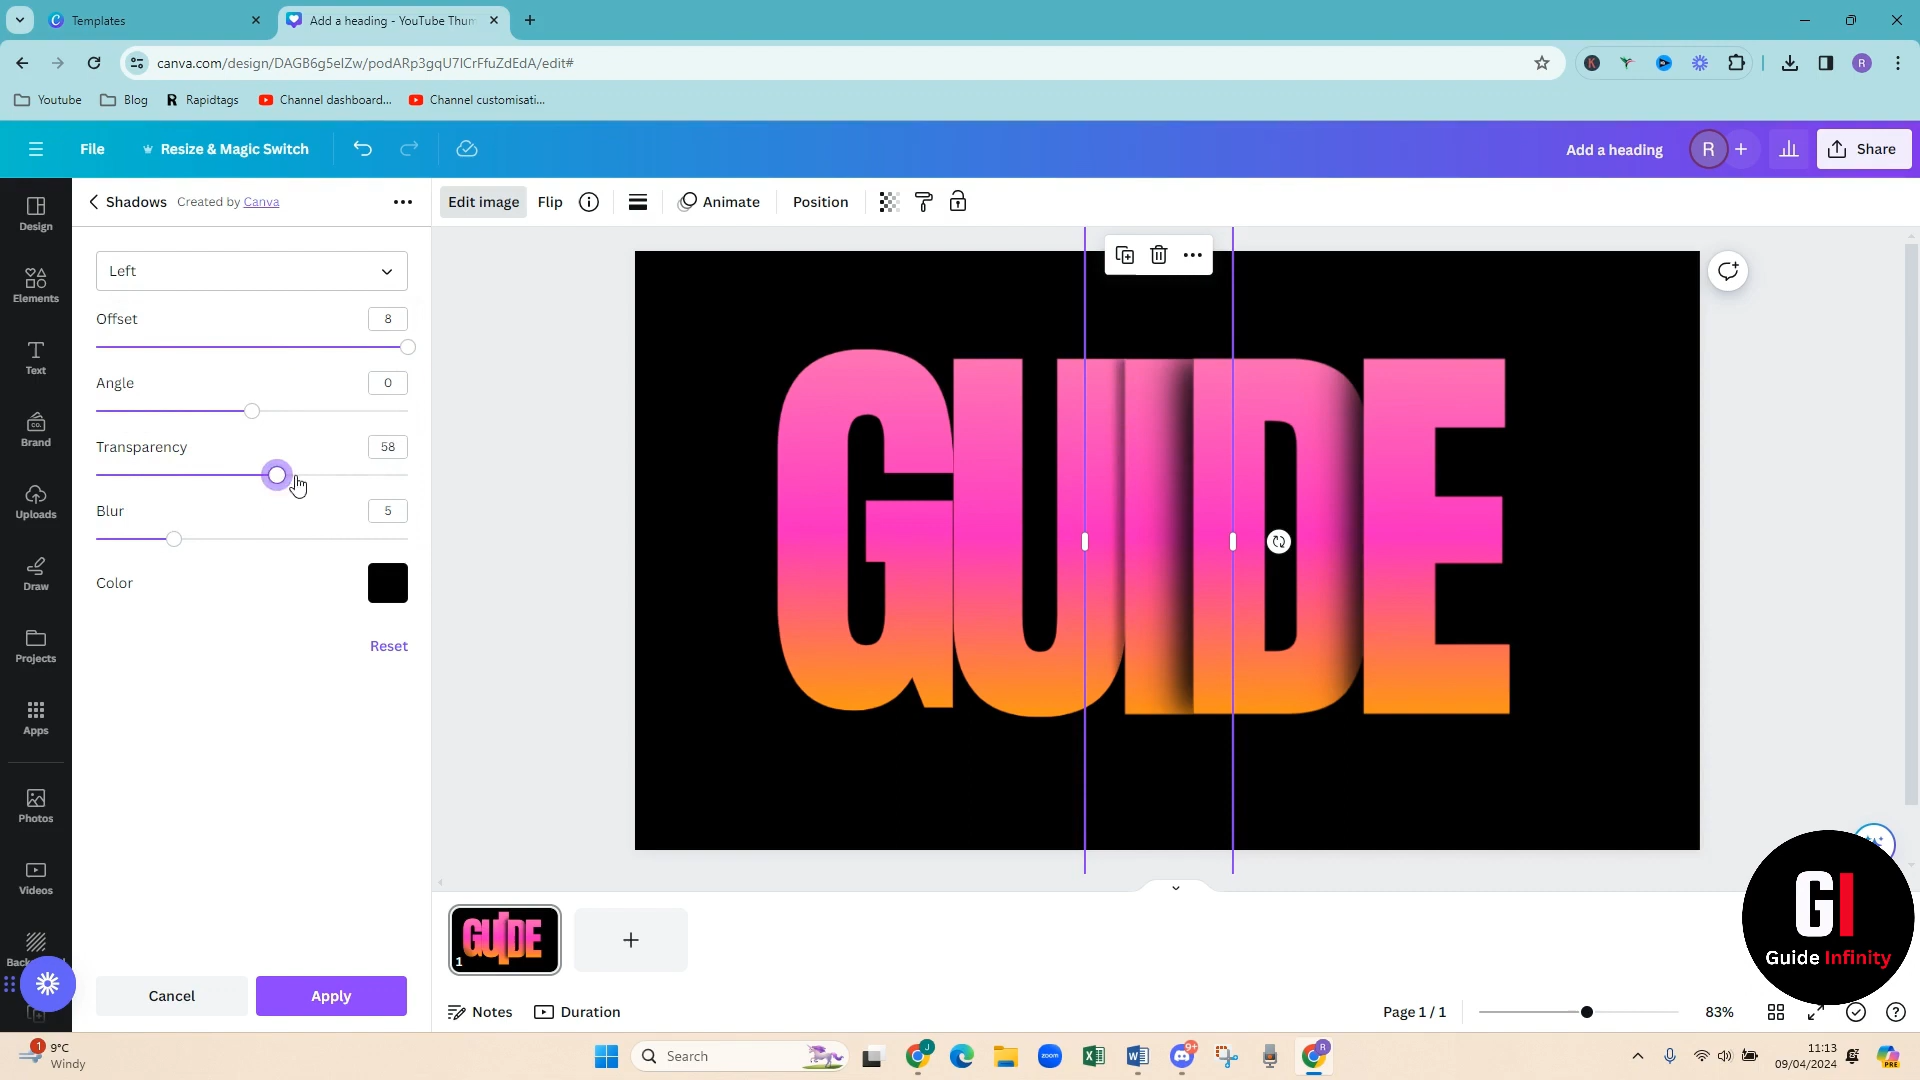 Templates
Add a heading - YouTube Thum
canva.com/design/DAGB6g5elZw/podARp3gqU7lCrFfuZdEdA/edit#
Youtube
Blog
Rapidtags
Channel dashboard...
Channel customisati...
File
Resize & Magic Switch
Add a heading
R
Share
Design
Elements
Text
Brand
Uploads
Draw
Projects
Apps
Photos
Videos
Shadows Created by Canva
Left
Offset 8
Angle 0
Transparency 58
Blur 5
Color
Reset
Cancel
Apply
Edit image
Flip
Animate
Position
GUIDE
GUIDE
1
GI
Guide Infinity
Notes
Duration
Page 1 / 1
83%
1
9°C
Windy
Search
11:13
09/04/2024